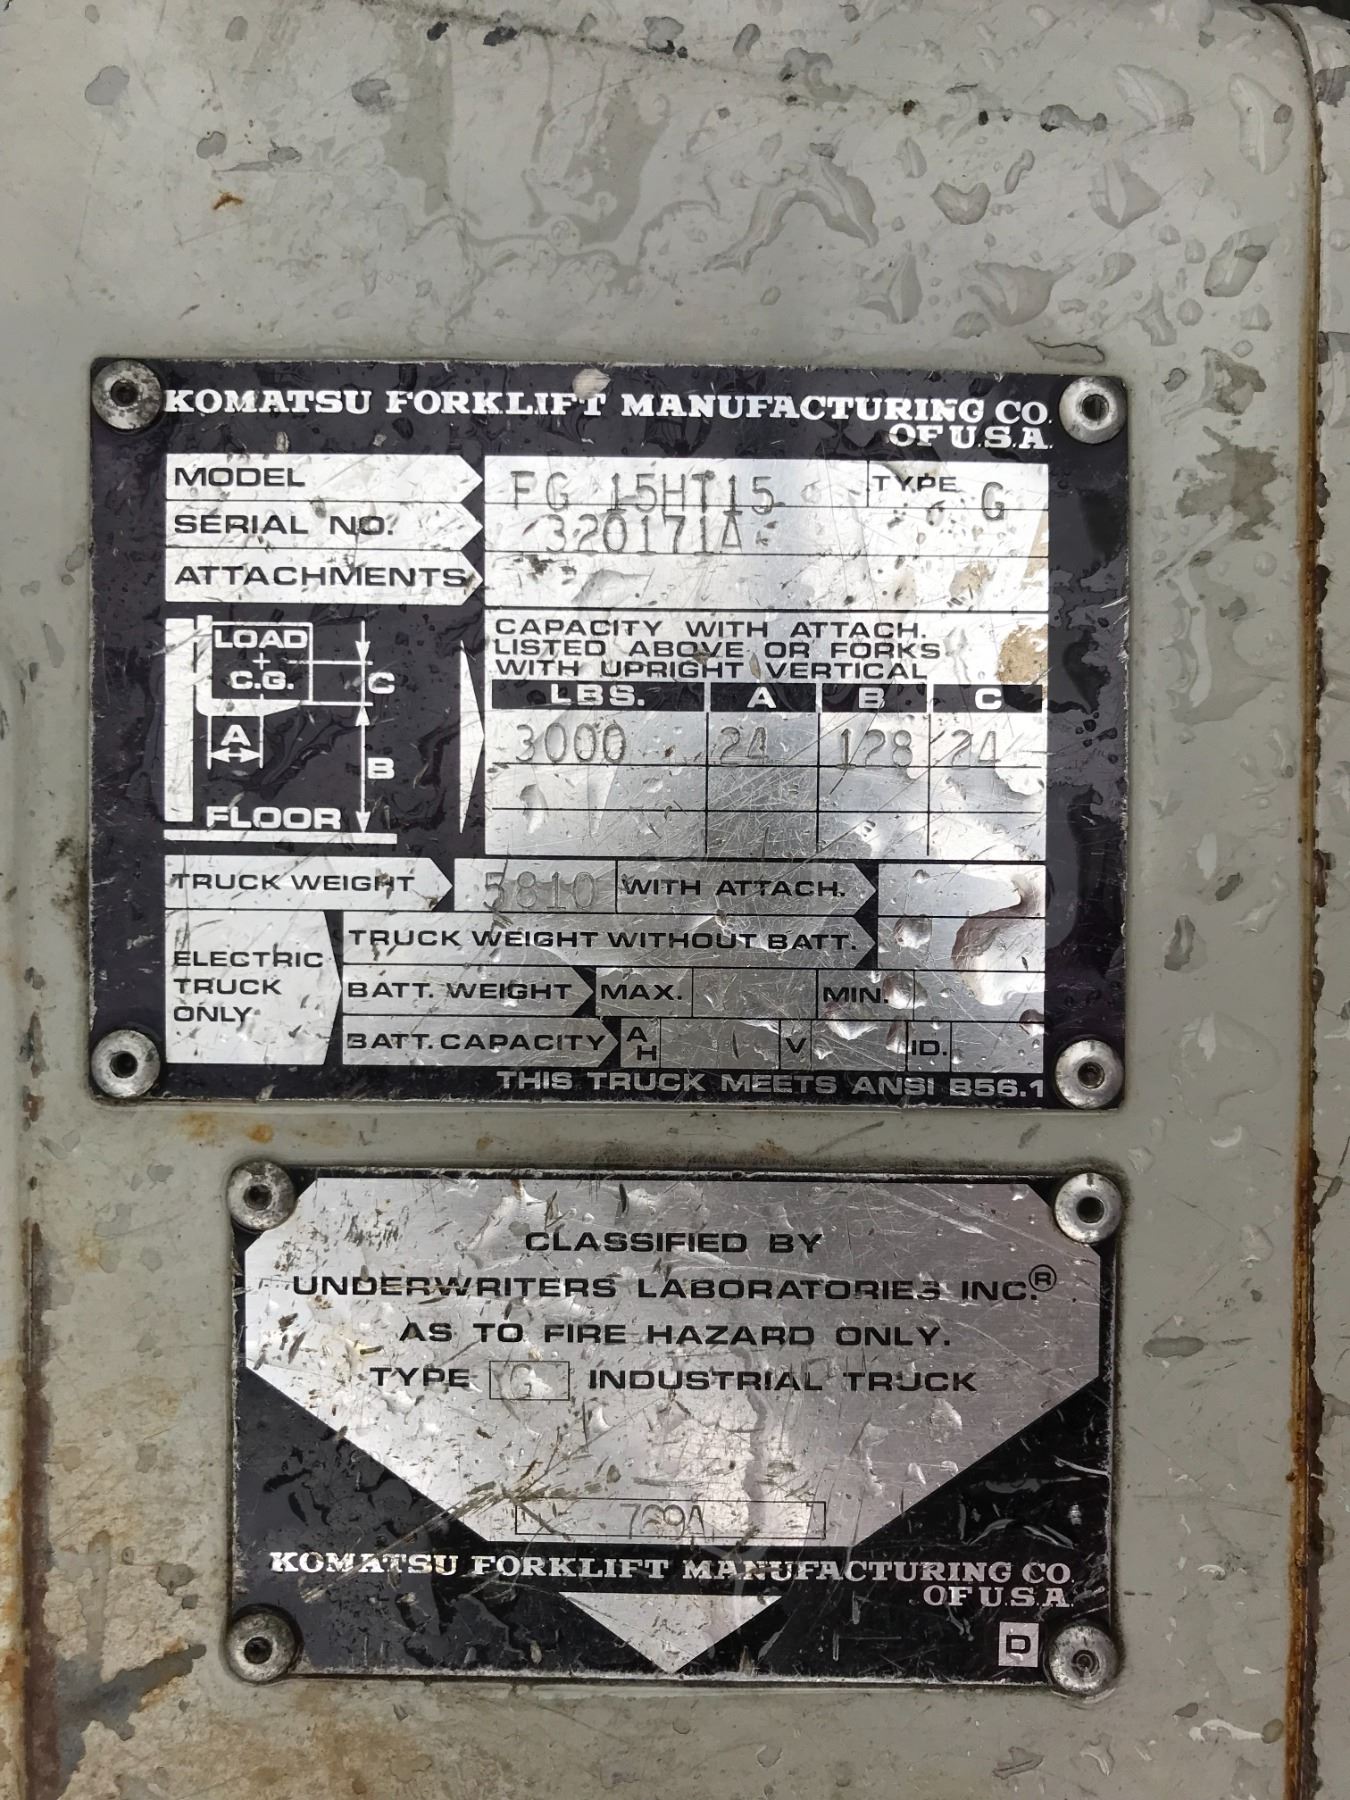 KOMATSU FORKLIFT MANUFACTURING CO.
OF U.S.A.
MODEL FG 15HT15 TYPE G
SERIAL NO. 320171A
ATTACHMENTS
LOAD
+
C.G.
C
A
B
FLOOR
CAPACITY WITH ATTACH.
LISTED ABOVE OR FORKS
WITH UPRIGHT VERTICAL
LBS. A B C
3000 24 128 24
TRUCK WEIGHT 5810 WITH ATTACH.
ELECTRIC
TRUCK
ONLY
TRUCK WEIGHT WITHOUT BATT.
BATT. WEIGHT MAX. MIN.
BATT. CAPACITY AH V ID.
THIS TRUCK MEETS ANSI B56.1
CLASSIFIED BY
UNDERWRITERS LABORATORIES INC.®
AS TO FIRE HAZARD ONLY.
TYPE G INDUSTRIAL TRUCK
KOMATSU FORKLIFT MANUFACTURING CO.
OF U.S.A.
D